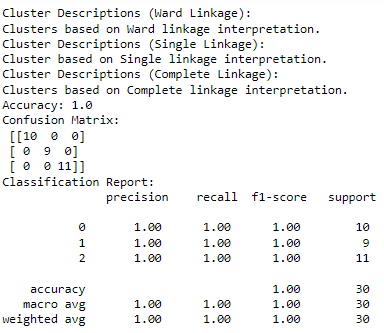 Cluster Descriptions (Ward Linkage):
Clusters based on Ward linkage interpretation.
Cluster Descriptions (Single Linkage):
Cluster based on Single linkage interpretation.
Cluster Descriptions (Complete Linkage):
Clusters based on Complete linkage interpretation.
Accuracy: 1.0
Confusion Matrix:
[[10  0  0]
[ 0  9  0]
[ 0  0 11]]
Classification Report:
precision    recall  f1-score   support
0       1.00      1.00      1.00        10
1       1.00      1.00      1.00         9
2       1.00      1.00      1.00        11
accuracy                           1.00        30
macro avg       1.00      1.00      1.00        30
weighted avg       1.00      1.00      1.00        30